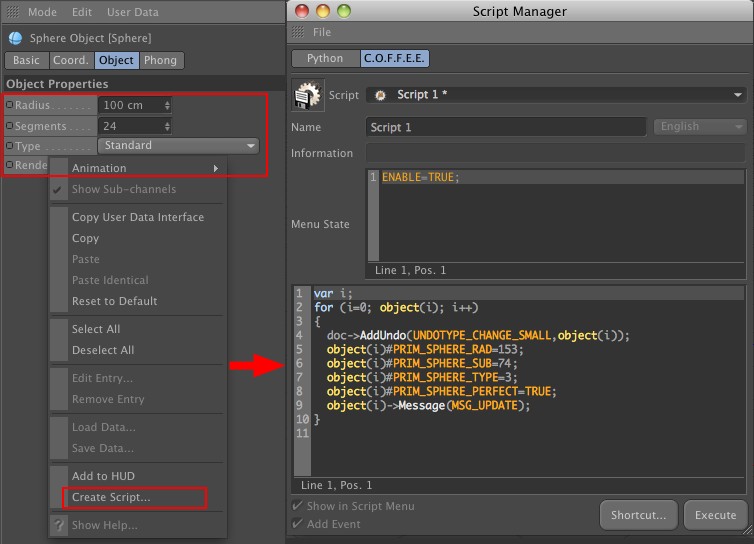 Mode Edit User Data
Sphere Object [Sphere]
Basic Coord. Object Phong
Object Properties
Radius . . . . . . . 100 cm
Segments . . . . 24
Type . . . . . . . . Standard
Rende
Animation
Show Sub-channels
Copy User Data Interface
Copy
Paste
Paste Identical
Reset to Default
Select All
Deselect All
Edit Entry...
Remove Entry
Load Data...
Save Data...
Add to HUD
Create Script...
? Show Help...
Script Manager
File
Python C.O.F.F.E.E.
Script Script 1 *
Name Script 1 English
Information
Menu State
1 ENABLE=TRUE;
Line 1, Pos. 1
1 var i;
2 for (i=0; object(i); i++)
3 {
4 doc->AddUndo(UNDOTYPE_CHANGE_SMALL,object(i));
5 object(i)#PRIM_SPHERE_RAD=153;
6 object(i)#PRIM_SPHERE_SUB=74;
7 object(i)#PRIM_SPHERE_TYPE=3;
8 object(i)#PRIM_SPHERE_PERFECT=TRUE;
9 object(i)->Message(MSG_UPDATE);
10 }
11
Line 1, Pos. 1
Show in Script Menu
Add Event
Shortcut... Execute